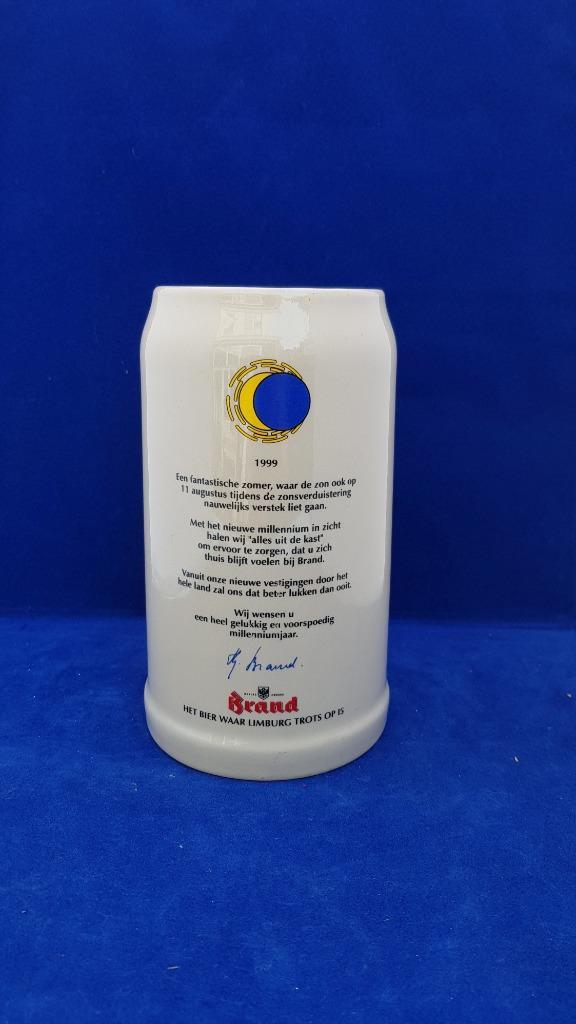 1999
Een fantastische zomer, waar de zon ook op
11 augustus tijdens de zonsverduistering
nauwelijks verstek liet gaan.
Met het nieuwe millennium in zicht
halen wij "alles uit de kast"
om ervoor te zorgen, dat u zich
thuis blijft voelen bij Brand.
Vanuit onze nieuwe vestigingen door het
hele land zal ons dat beter lukken dan ooit.
Wij wensen u
een heel gelukkig en voorspoedig
millenniumjaar.
Brand.
Brand
HET BIER WAAR LIMBURG TROTS OP IS